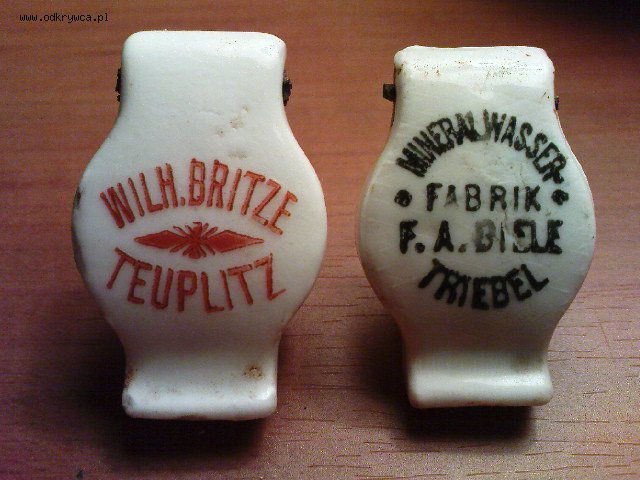 www.odkrywca.pl
WILH. BRITZE
TEUPLITZ
MINERALWASSER
FABRIK
F. A. BIELE
TRIEBEL